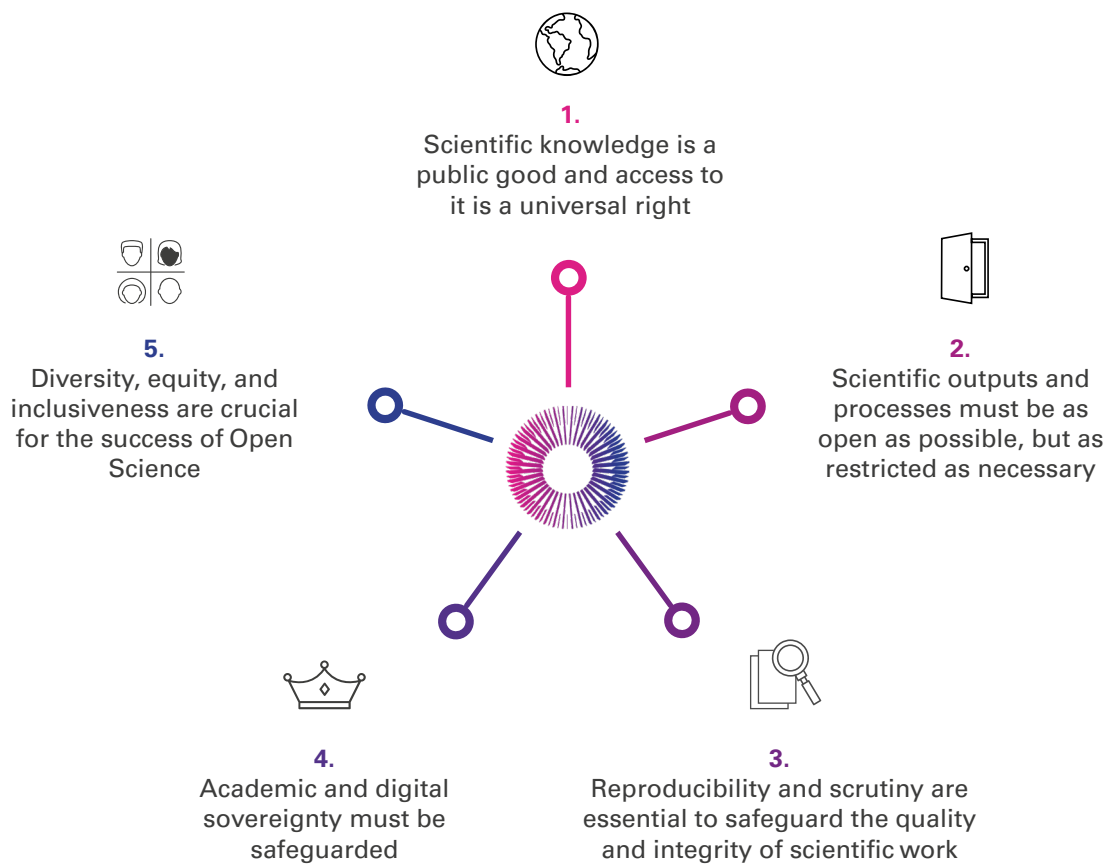 1.
Scientific knowledge is a
public good and access to
it is a universal right
2.
Scientific outputs and
processes must be as
open as possible, but as
restricted as necessary
3.
Reproducibility and scrutiny are
essential to safeguard the quality
and integrity of scientific work
4.
Academic and digital
sovereignty must be
safeguarded
5.
Diversity, equity, and
inclusiveness are crucial
for the success of Open
Science